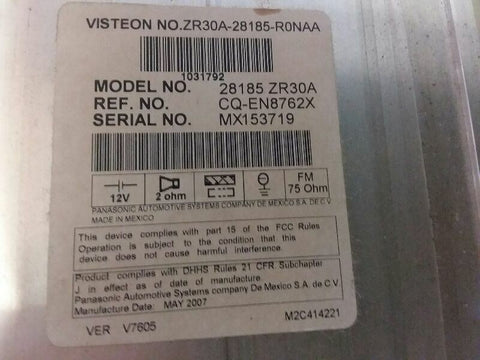 VISTEON NO.ZR30A-28185-R0NAA
1031792
MODEL NO. 28185 ZR30A
REF. NO. CQ-EN8762X
SERIAL NO. MX153719
12V 2 ohm FM 75 Ohm
PANASONIC AUTOMOTIVE SYSTEMS COMPANY DE MEXICO S.A. DE C.V.
MADE IN MEXICO
This device complies with part 15 of the FCC Rules
Operation is subject to the condition that this
device does not cause harmful interference.
Product complies with DHHS Rules 21 CFR Subchapter
J in effect as of date of manufacture.
Panasonic Automotive Systems company De Mexico S.A. de C.V.
Manufacture Date: MAY 2007
VER V7605 M2C414221